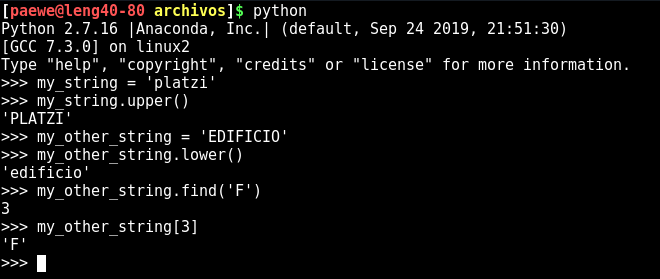 [paewe@leng40-80 archivos]$ python
Python 2.7.16 |Anaconda, Inc.| (default, Sep 24 2019, 21:51:30)
[GCC 7.3.0] on linux2
Type "help", "copyright", "credits" or "license" for more information.
>>> my_string = 'platzi'
>>> my_string.upper()
'PLATZI'
>>> my_other_string = 'EDIFICIO'
>>> my_other_string.lower()
'edificio'
>>> my_other_string.find('F')
3
>>> my_other_string[3]
'F'
>>>